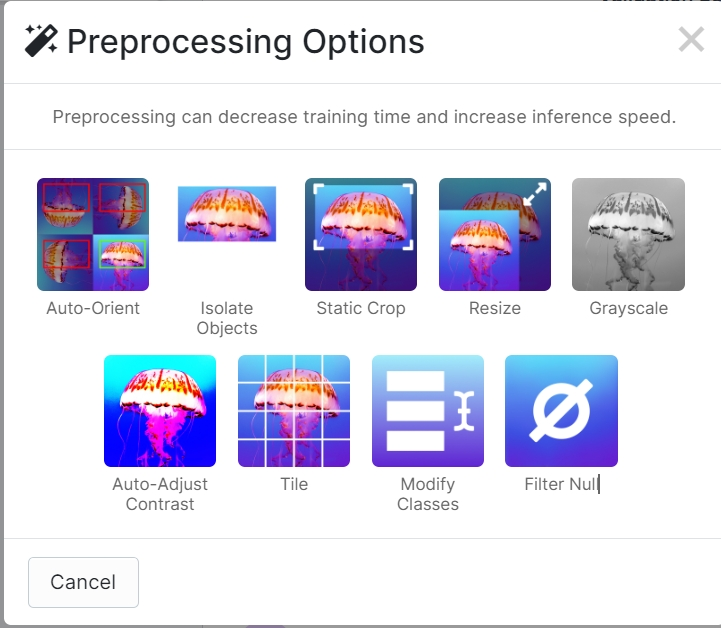 Preprocessing Options
Preprocessing can decrease training time and increase inference speed.
Auto-Orient
Isolate
Objects
Static Crop
Resize
Grayscale
Auto-Adjust
Contrast
Tile
Modify
Classes
Filter Null
Cancel